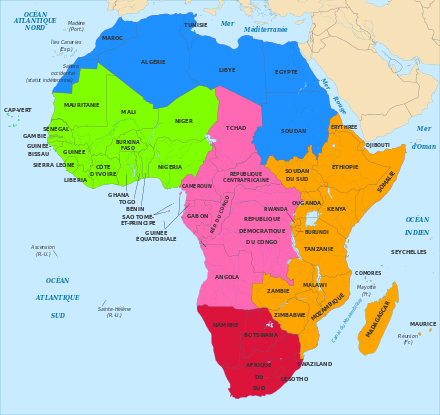 OCÉAN
ATLANTIQUE
NORD
Madère
(Port.)
TUNISIE
Mer
Méditerranée
MAROC
Îles Canaries
(Esp.)
ALGÉRIE
LIBYE
ÉGYPTE
Sahara
occidental
(statut indéterminé)
Mer Rouge
CAP-VERT
MAURITANIE
MALI
NIGER
TCHAD
SOUDAN
ÉRYTHRÉE
Mer
d'Oman
SÉNÉGAL
GAMBIE
GUINÉE-
BISSAU
GUINÉE
BURKINA
FASO
DJIBOUTI
SIERRA LEONE
LIBERIA
CÔTE
D'IVOIRE
NIGERIA
RÉPUBLIQUE
CENTRAFRICAINE
SOUDAN
DU SUD
ÉTHIOPIE
SOMALIE
CAMEROUN
GHANA
TOGO
BÉNIN
SAO TOMÉ-
ET-PRINCIPE
GUINÉE
ÉQUATORIALE
GABON
RÉP. DU CONGO
RWANDA
OUGANDA
KENYA
RÉPUBLIQUE
DÉMOCRATIQUE
DU CONGO
BURUNDI
TANZANIE
OCÉAN
INDIEN
SEYCHELLES
Ascension
(R.-U.)
OCÉAN
ATLANTIQUE
SUD
ANGOLA
COMORES
Mayotte
(Fr.)
MALAWI
ZAMBIE
MOZAMBIQUE
Sainte-Hélène
(R.-U.)
ZIMBABWE
Canal du Mozambique
MADAGASCAR
MAURICE
Réunion
(Fr.)
NAMIBIE
BOTSWANA
SWAZILAND
AFRIQUE
DU
SUD
LESOTHO